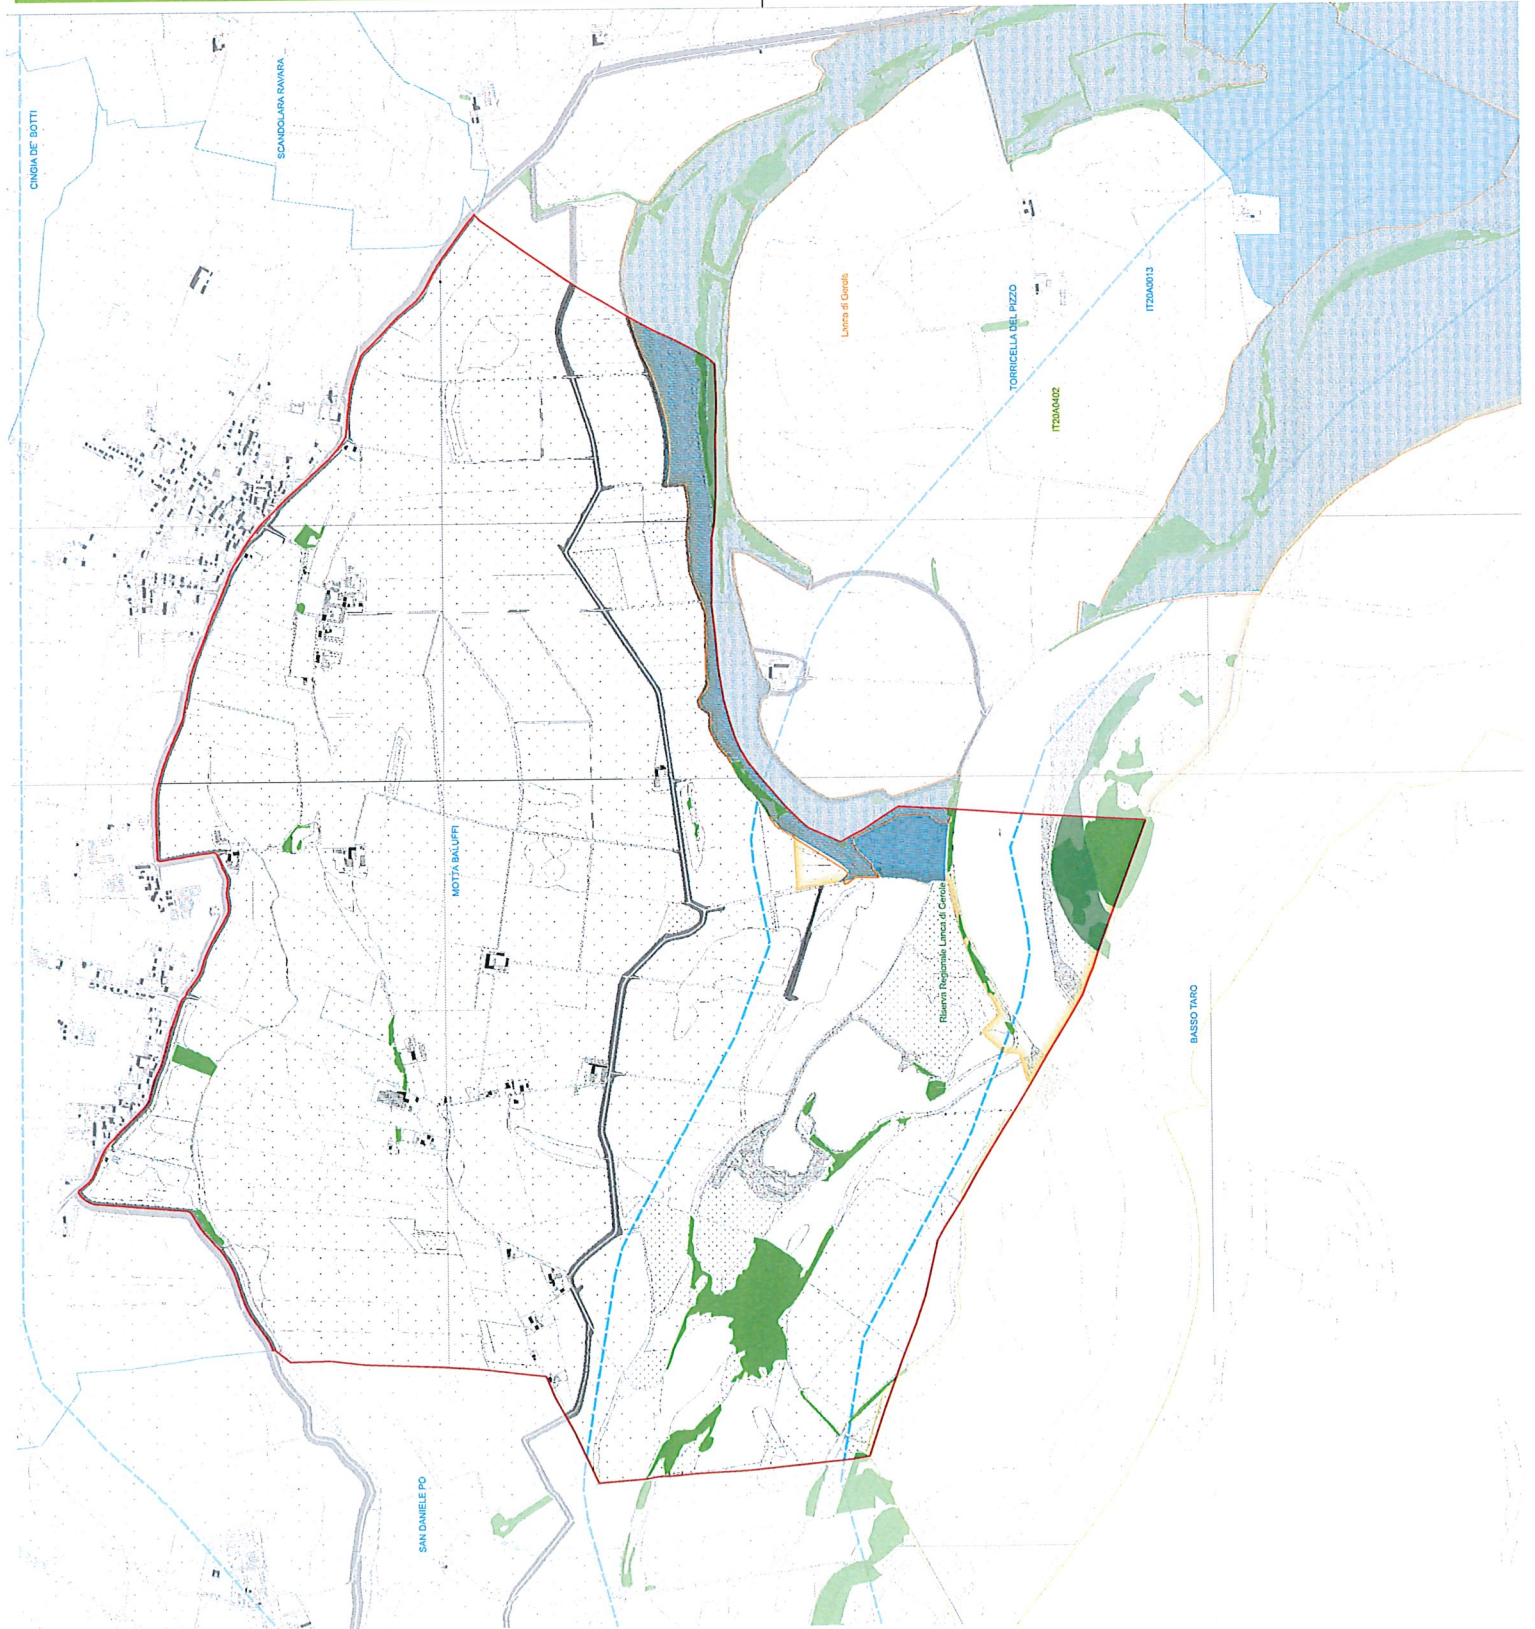 CINGIA DE' BOTTI
SCANDOLARA RAVARA
Lanca di Gerole
TORRICELLA DEL PIZZO
IT20A0013
IT20A0402
MOTTA BALUFFI
Riserva Regionale Lanca di Gerole
BASSO TARO
SAN DANIELE PO